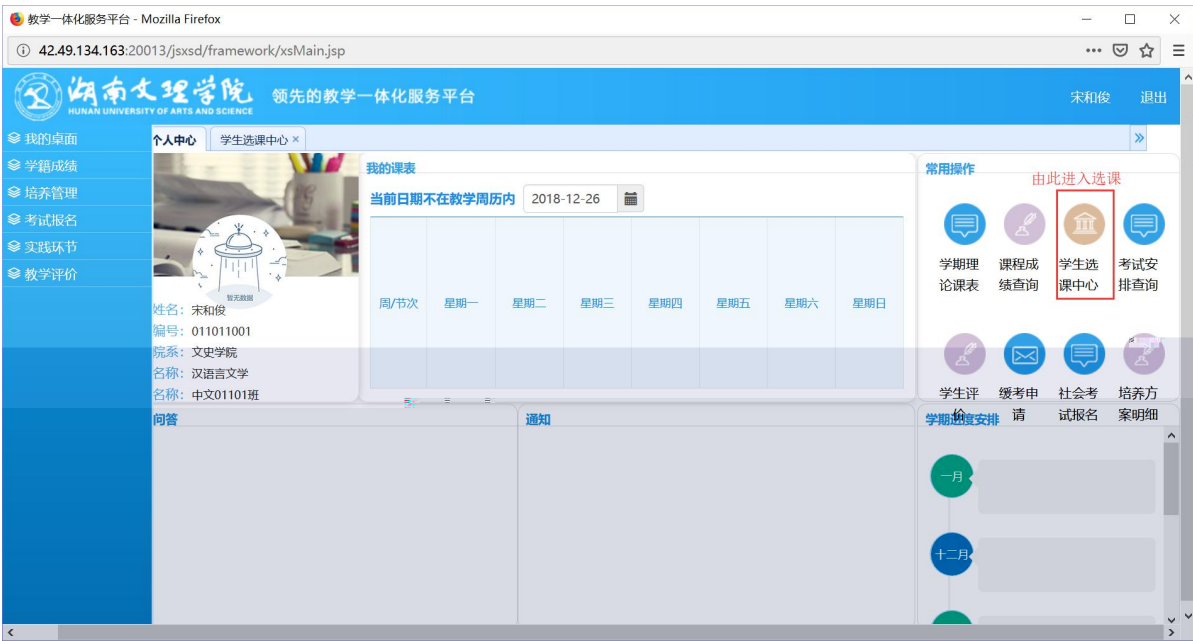 教学一体化服务平台 - Mozilla Firefox
42.49.134.163:20013/jsxsd/framework/xsMain.jsp
湖南文理学院
HUNAN UNIVERSITY OF ARTS AND SCIENCE
领先的教学一体化服务平台
宋和俊 退出
我的桌面
学籍成绩
培养管理
考试报名
实践环节
教学评价
个人中心 学生选课中心 ×
暂无数据
姓名：宋和俊
编号：011011001
院系：文史学院
名称：汉语言文学
名称：中文01101班
我的课表
当前日期不在教学周历内 2018-12-26
周/节次 星期一 星期二 星期三 星期四 星期五 星期六 星期日
常用操作
由此进入选课
学期理论课表
课程成绩查询
学生选课中心
考试安排查询
学生评价
缓考申请
社会考试报名
培养方案明细
问答
通知
学期进度安排
一月
十二月